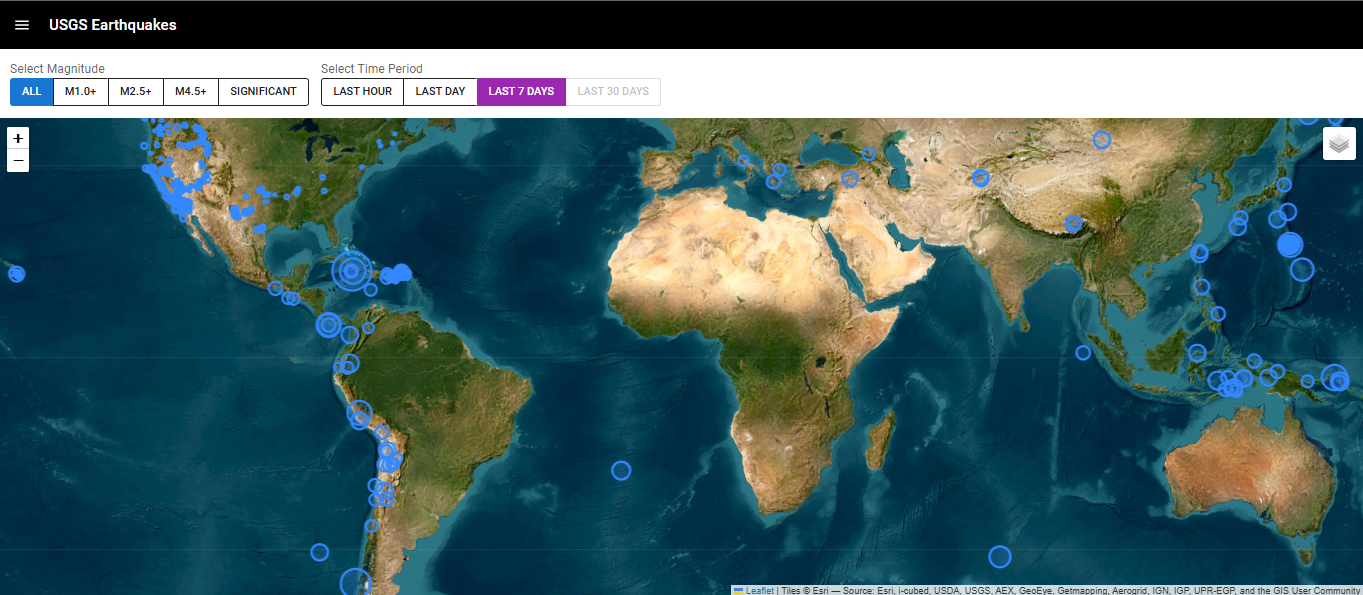 USGS Earthquakes
Select Magnitude
Select Time Period
ALL M1.0+ M2.5+ M4.5+ SIGNIFICANT LAST HOUR LAST DAY LAST 7 DAYS LAST 30 DAYS
+
−
Leaflet | Tiles © Esri — Source: Esri, i-cubed, USDA, USGS, AEX, GeoEye, Getmapping, Aerogrid, IGN, IGP, UPR-EGP, and the GIS User Community